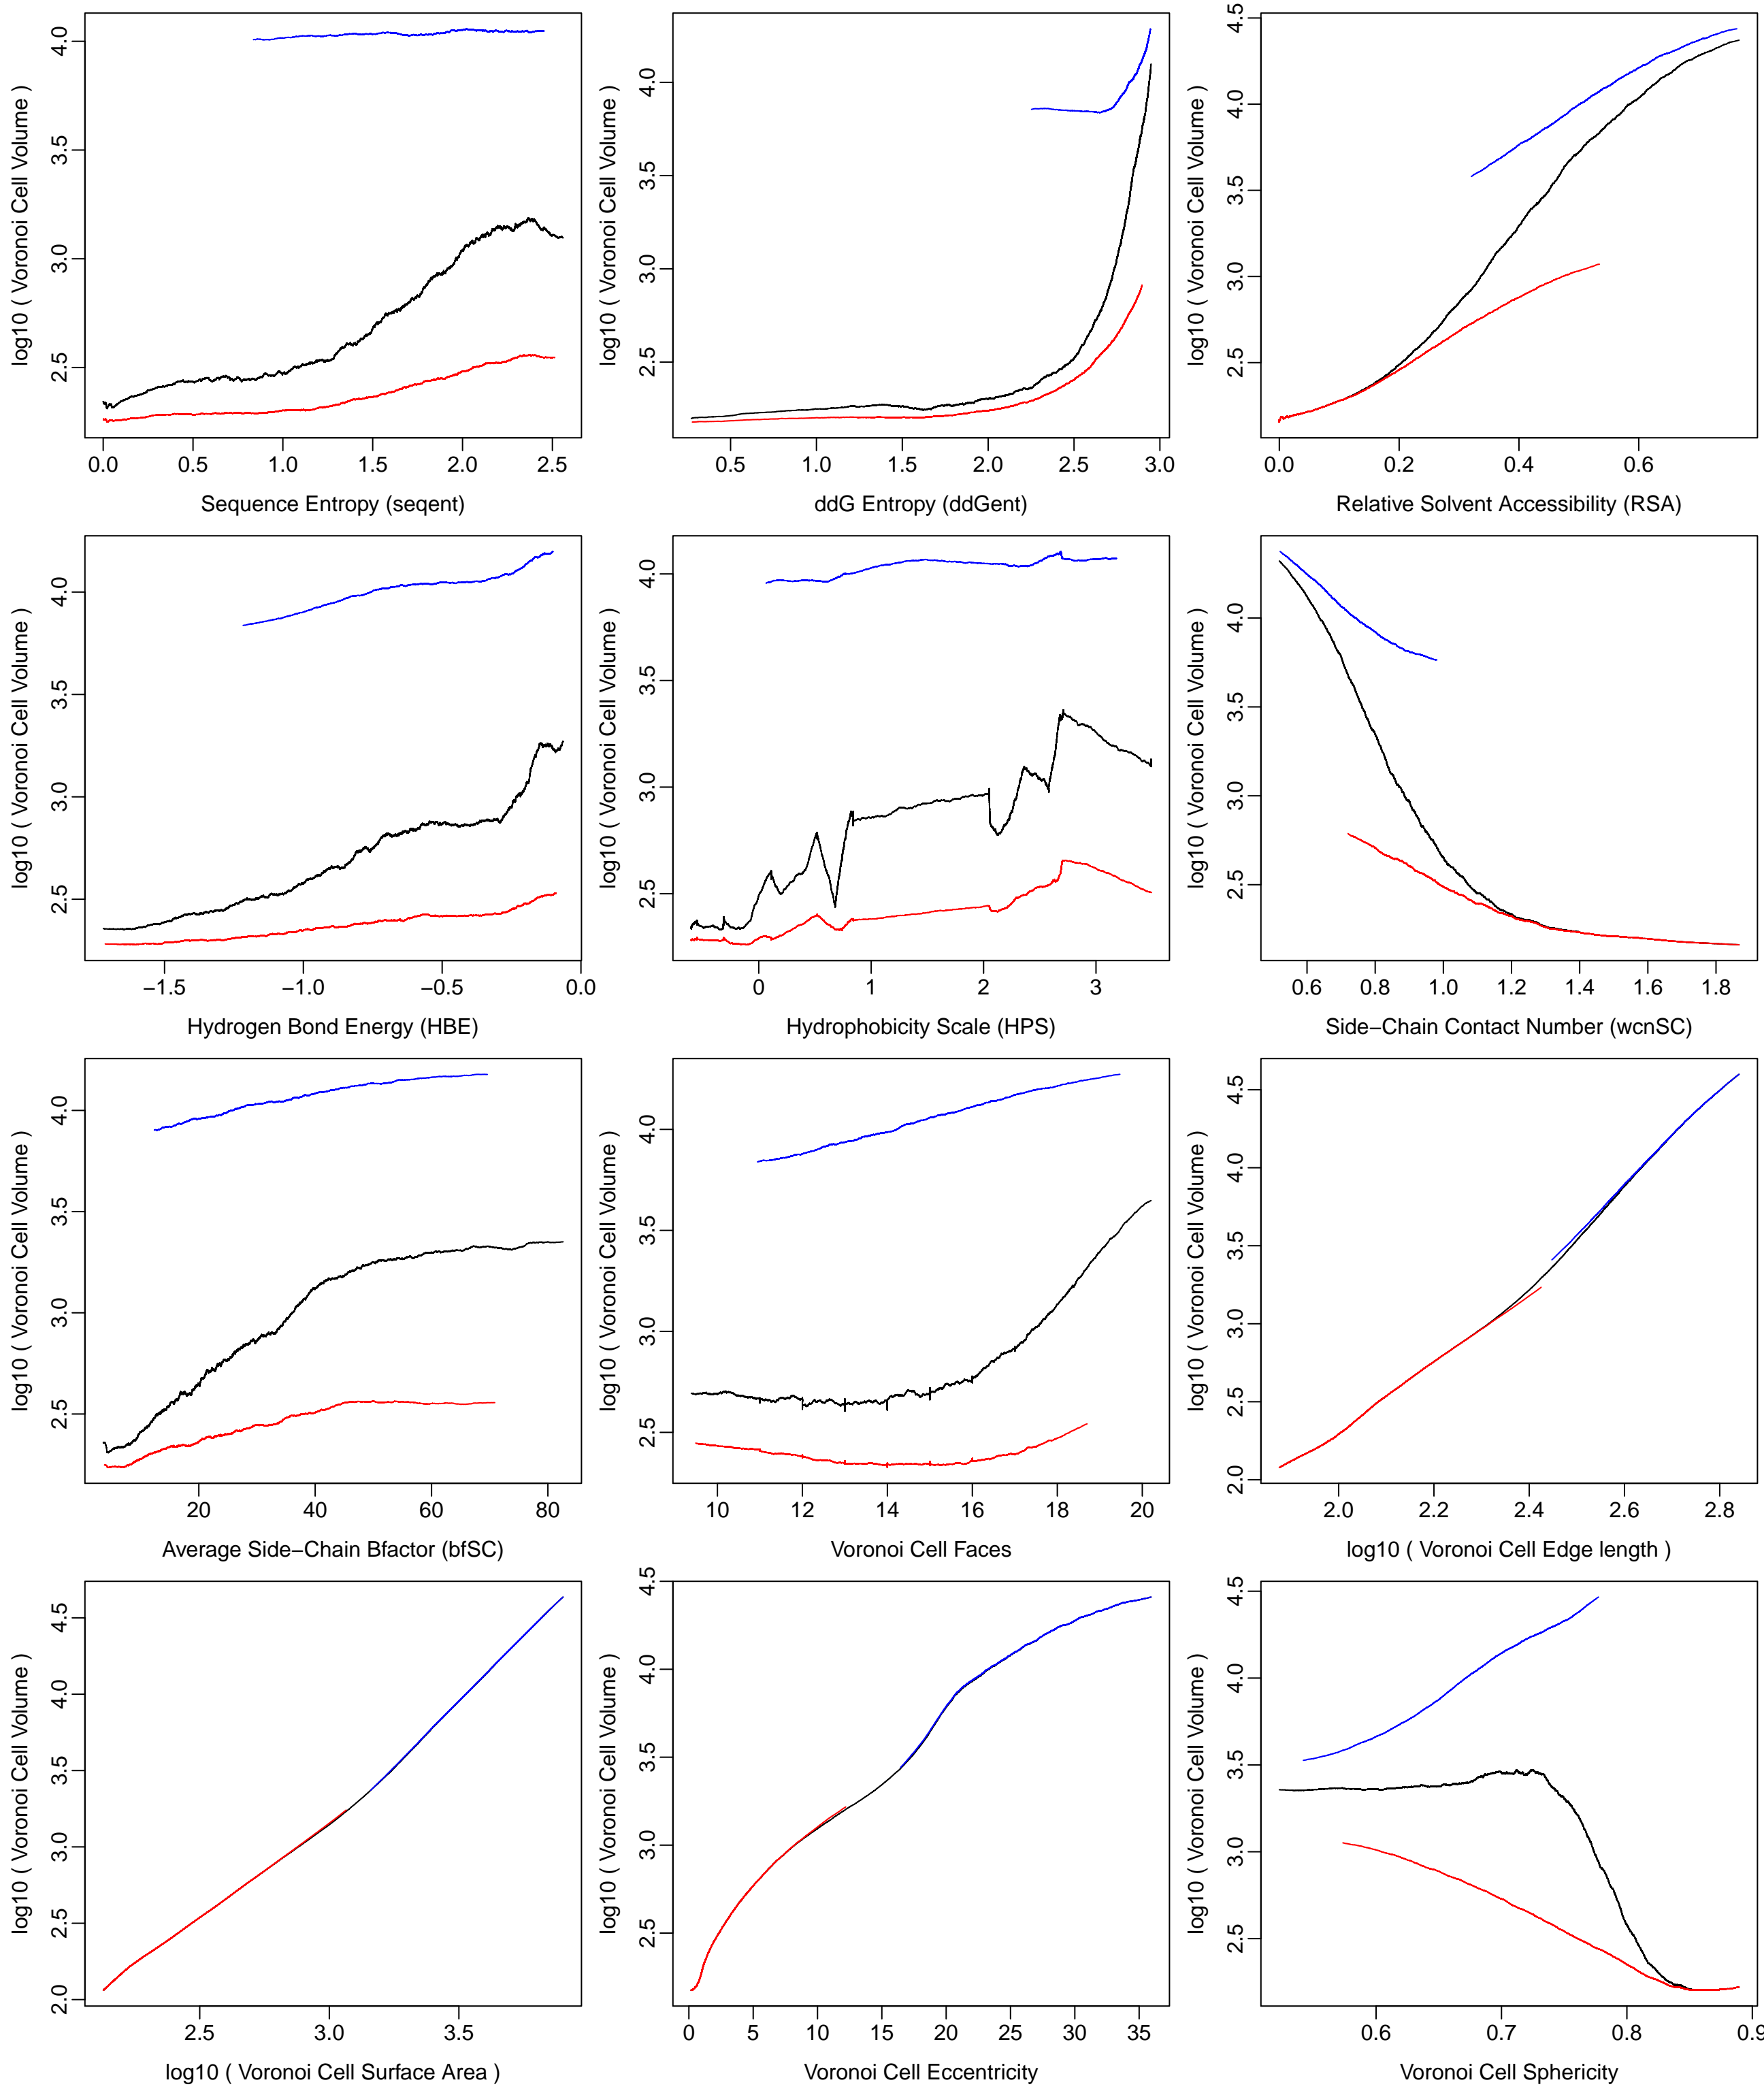 log10 ( Voronoi Cell Volume )
2.5 3.0 3.5 4.0
0.0 0.5 1.0 1.5 2.0 2.5
Sequence Entropy (seqent)
log10 ( Voronoi Cell Volume )
2.5 3.0 3.5 4.0
0.5 1.0 1.5 2.0 2.5 3.0
ddG Entropy (ddGent)
log10 ( Voronoi Cell Volume )
2.5 3.0 3.5 4.0 4.5
0.0 0.2 0.4 0.6
Relative Solvent Accessibility (RSA)
log10 ( Voronoi Cell Volume )
2.5 3.0 3.5 4.0
−1.5 −1.0 −0.5 0.0
Hydrogen Bond Energy (HBE)
log10 ( Voronoi Cell Volume )
2.5 3.0 3.5 4.0
0 1 2 3
Hydrophobicity Scale (HPS)
log10 ( Voronoi Cell Volume )
2.5 3.0 3.5 4.0
0.6 0.8 1.0 1.2 1.4 1.6 1.8
Side−Chain Contact Number (wcnSC)
log10 ( Voronoi Cell Volume )
2.5 3.0 3.5 4.0
20 40 60 80
Average Side−Chain Bfactor (bfSC)
log10 ( Voronoi Cell Volume )
2.5 3.0 3.5 4.0
10 12 14 16 18 20
Voronoi Cell Faces
log10 ( Voronoi Cell Volume )
2.0 2.5 3.0 3.5 4.0 4.5
2.0 2.2 2.4 2.6 2.8
log10 ( Voronoi Cell Edge length )
log10 ( Voronoi Cell Volume )
2.0 2.5 3.0 3.5 4.0 4.5
2.5 3.0 3.5
log10 ( Voronoi Cell Surface Area )
log10 ( Voronoi Cell Volume )
2.5 3.0 3.5 4.0 4.5
0 5 10 15 20 25 30 35
Voronoi Cell Eccentricity
log10 ( Voronoi Cell Volume )
2.5 3.0 3.5 4.0 4.5
0.6 0.7 0.8 0.9
Voronoi Cell Sphericity